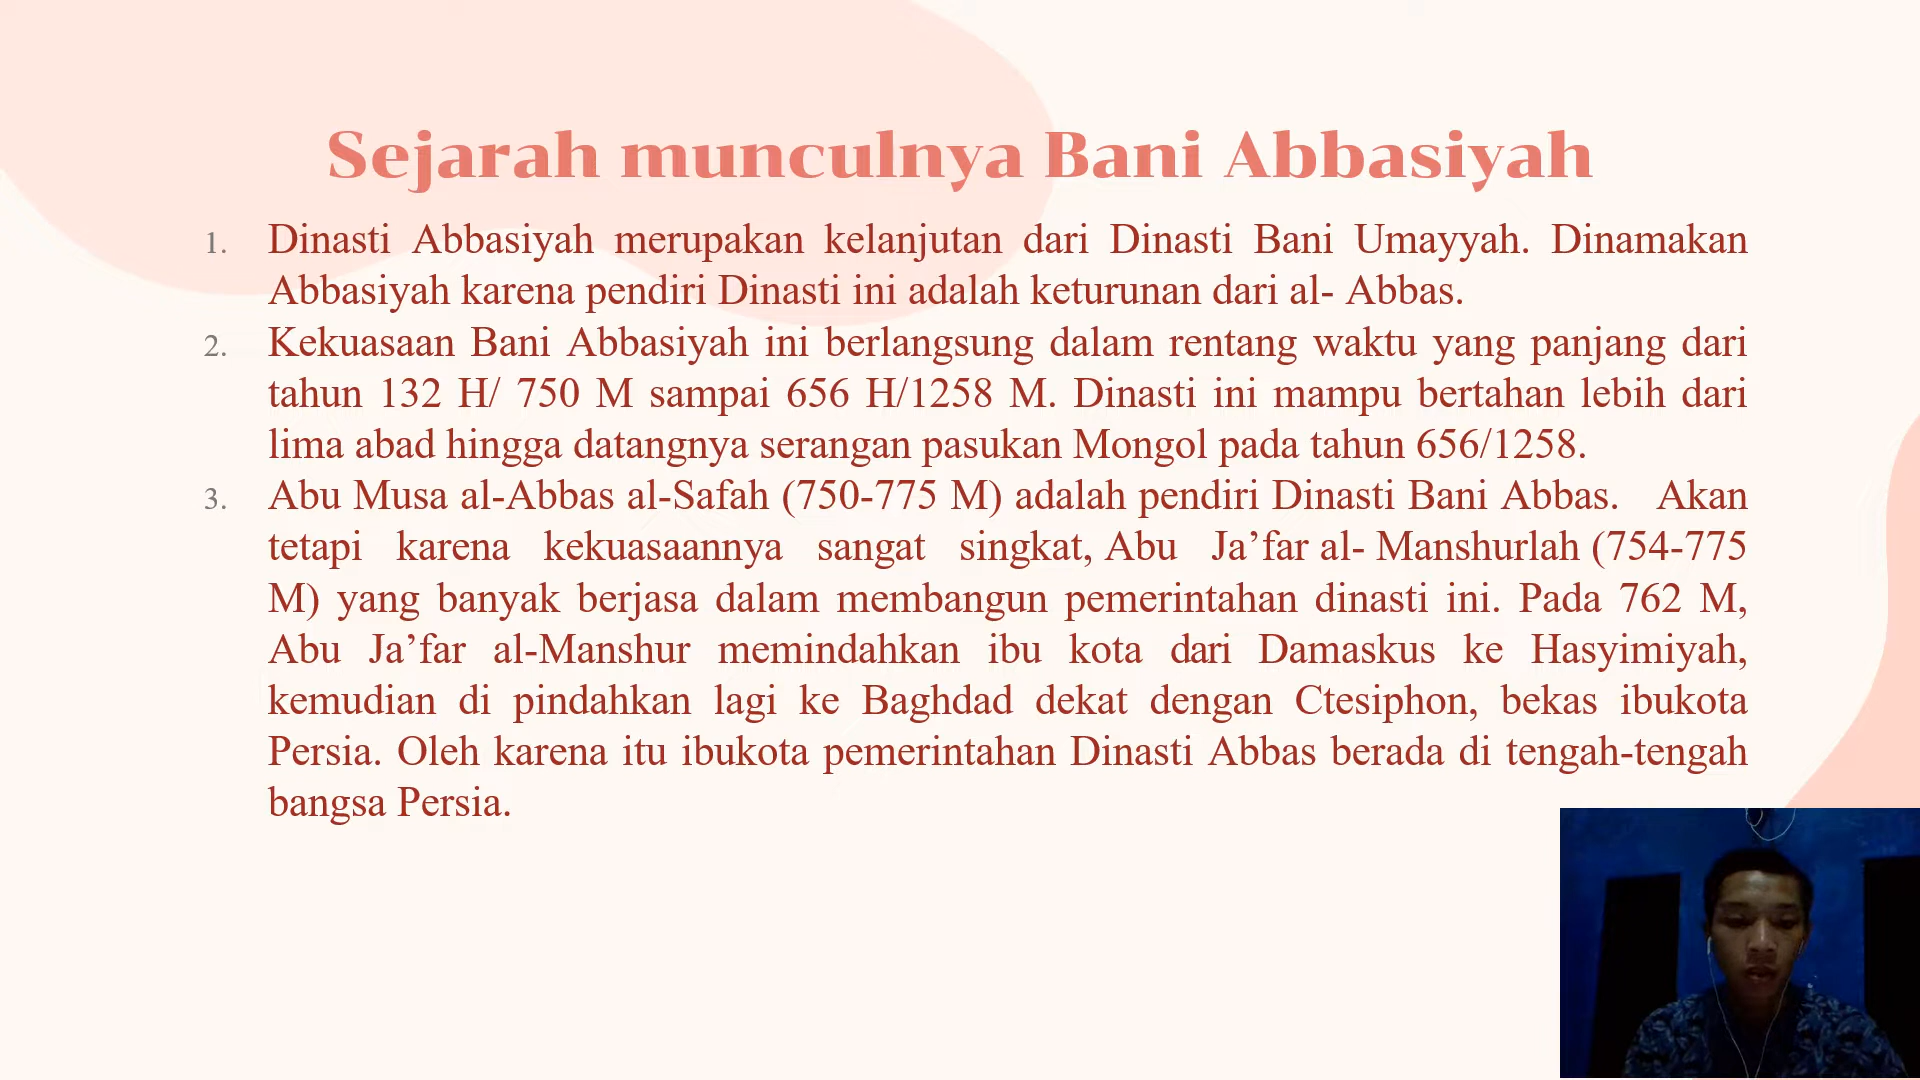 Sejarah munculnya Bani Abbasiyah
1. Dinasti Abbasiyah merupakan kelanjutan dari Dinasti Bani Umayyah. Dinamakan
Abbasiyah karena pendiri Dinasti ini adalah keturunan dari al- Abbas.
2. Kekuasaan Bani Abbasiyah ini berlangsung dalam rentang waktu yang panjang dari
tahun 132 H/ 750 M sampai 656 H/1258 M. Dinasti ini mampu bertahan lebih dari
lima abad hingga datangnya serangan pasukan Mongol pada tahun 656/1258.
3. Abu Musa al-Abbas al-Safah (750-775 M) adalah pendiri Dinasti Bani Abbas. Akan
tetapi karena kekuasaannya sangat singkat, Abu Ja’far al- Manshurlah (754-775
M) yang banyak berjasa dalam membangun pemerintahan dinasti ini. Pada 762 M,
Abu Ja’far al-Manshur memindahkan ibu kota dari Damaskus ke Hasyimiyah,
kemudian di pindahkan lagi ke Baghdad dekat dengan Ctesiphon, bekas ibukota
Persia. Oleh karena itu ibukota pemerintahan Dinasti Abbas berada di tengah-tengah
bangsa Persia.